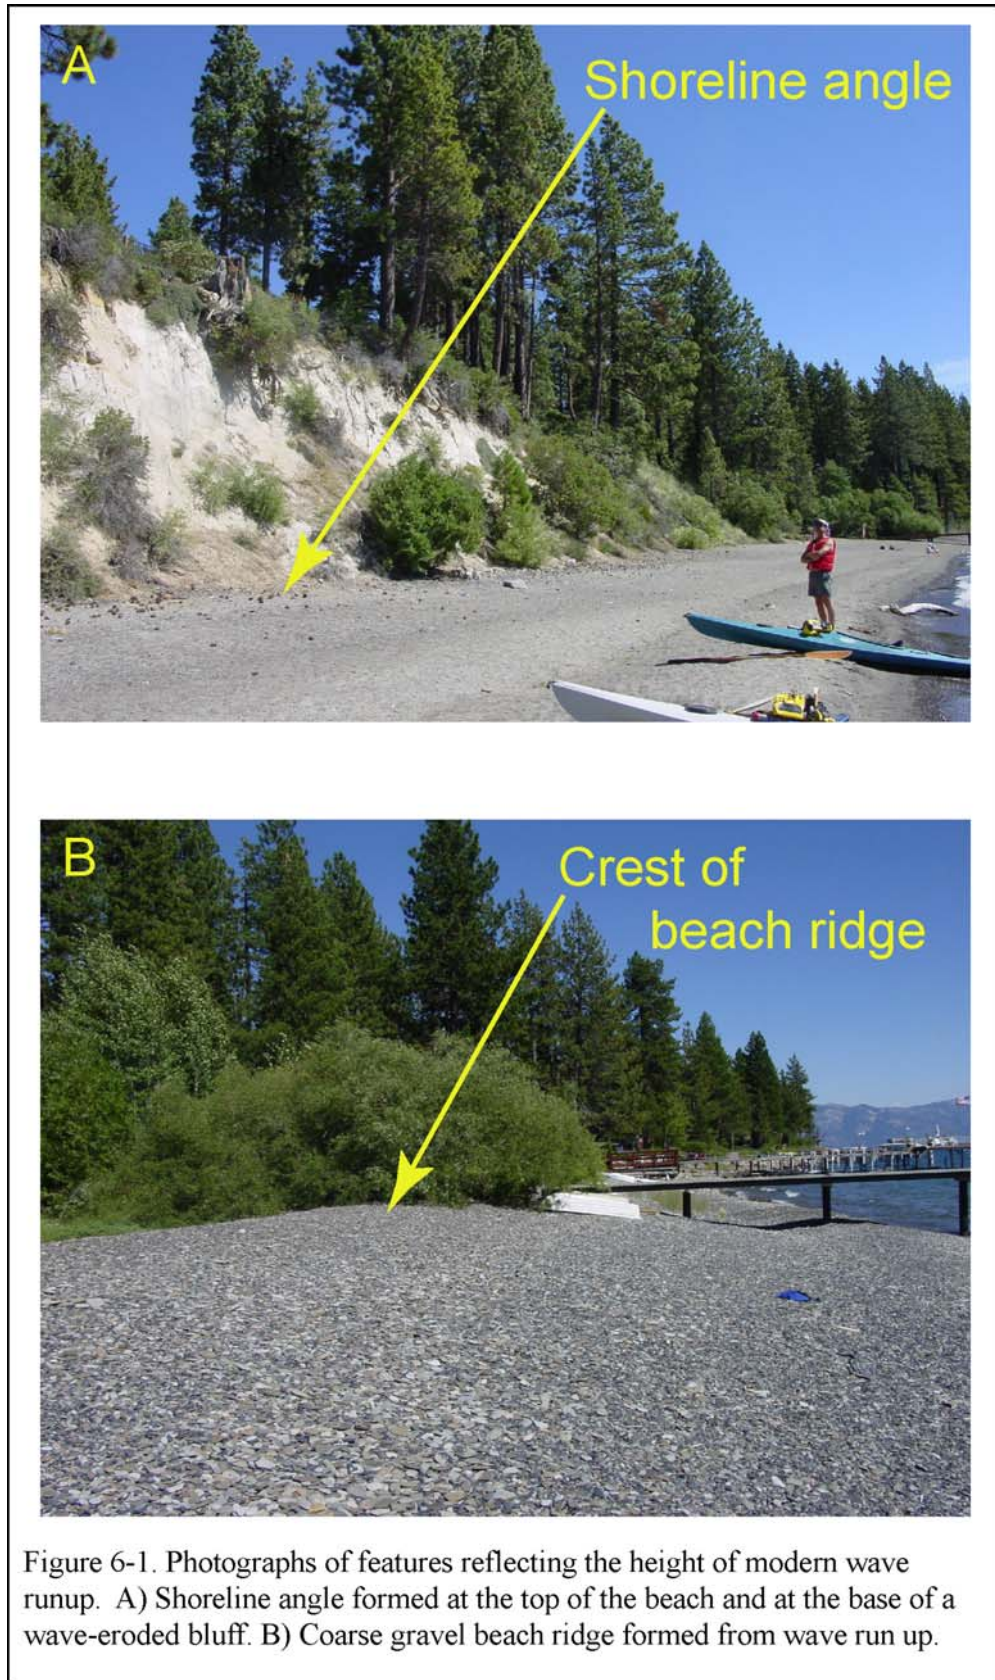 A
Shoreline angle
B
Crest of
beach ridge
Figure 6-1. Photographs of features reflecting the height of modern wave
runup.  A) Shoreline angle formed at the top of the beach and at the base of a
wave-eroded bluff. B) Coarse gravel beach ridge formed from wave run up.